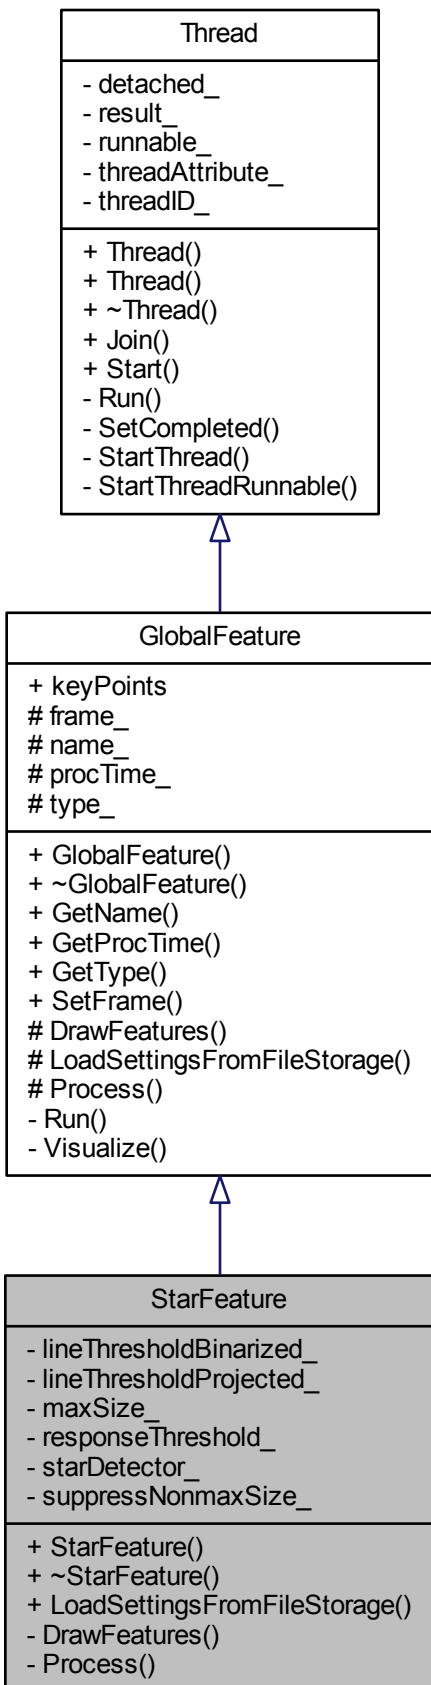 Thread
- detached_
- result_
- runnable_
- threadAttribute_
- threadID_
+ Thread()
+ Thread()
+ ~Thread()
+ Join()
+ Start()
- Run()
- SetCompleted()
- StartThread()
- StartThreadRunnable()
GlobalFeature
+ keyPoints
# frame_
# name_
# procTime_
# type_
+ GlobalFeature()
+ ~GlobalFeature()
+ GetName()
+ GetProcTime()
+ GetType()
+ SetFrame()
# DrawFeatures()
# LoadSettingsFromFileStorage()
# Process()
- Run()
- Visualize()
StarFeature
- lineThresholdBinarized_
- lineThresholdProjected_
- maxSize_
- responseThreshold_
- starDetector_
- suppressNonmaxSize_
+ StarFeature()
+ ~StarFeature()
+ LoadSettingsFromFileStorage()
- DrawFeatures()
- Process()